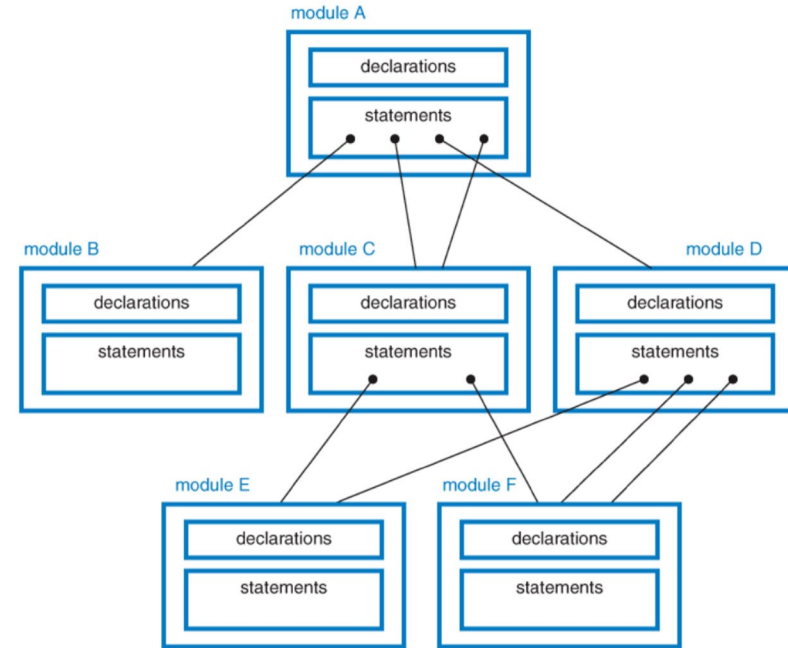 module A
declarations
statements
module B
declarations
statements
module C
declarations
statements
module D
declarations
statements
module E
declarations
statements
module F
declarations
statements